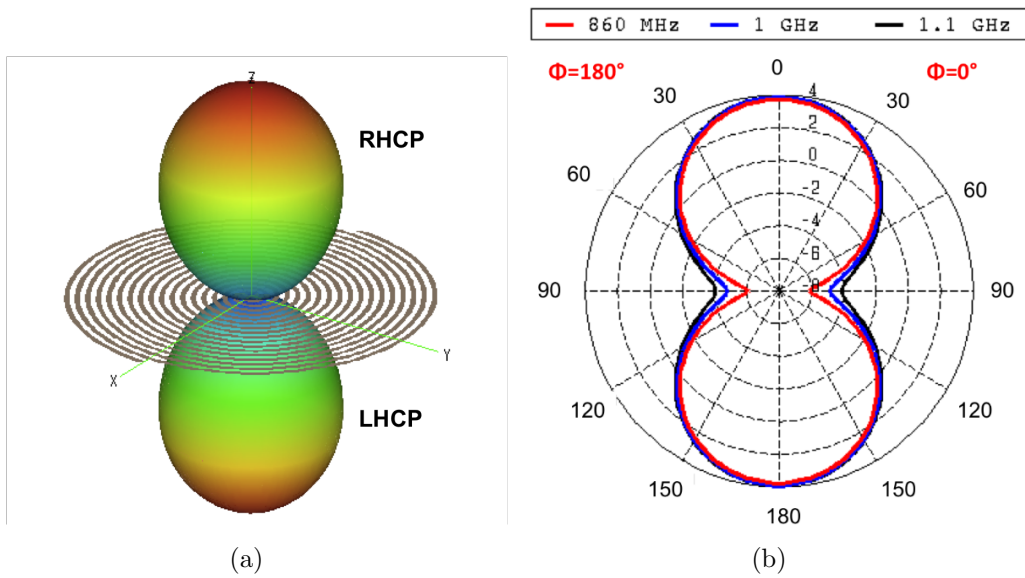 860 MHz 1 GHz 1.1 GHz
Z
RHCP
X
Y
LHCP
(a)
Φ=180° 0 Φ=0°
30 4 30
2
60 0 60
-2
-4
-6
90 -8 90
120 120
150 150
180
(b)